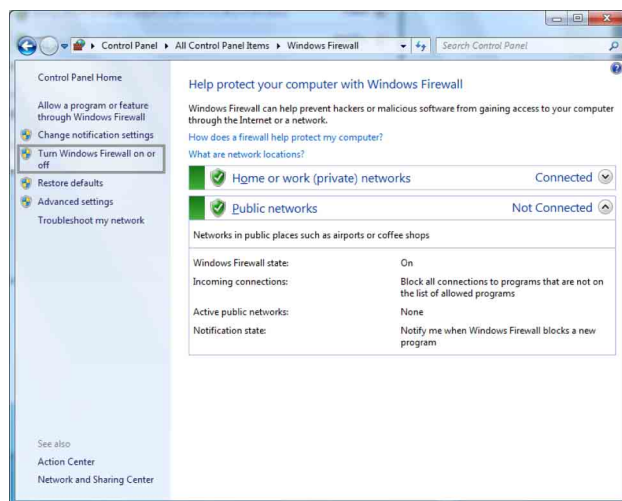 Control Panel ▸ All Control Panel Items ▸ Windows Firewall
Search Control Panel
Control Panel Home
Allow a program or feature
through Windows Firewall
Change notification settings
Turn Windows Firewall on or
off
Restore defaults
Advanced settings
Troubleshoot my network
See also
Action Center
Network and Sharing Center
Help protect your computer with Windows Firewall
Windows Firewall can help prevent hackers or malicious software from gaining access to your computer
through the Internet or a network.
How does a firewall help protect my computer?
What are network locations?
Home or work (private) networks Connected
Public networks Not Connected
Networks in public places such as airports or coffee shops
Windows Firewall state: On
Incoming connections: Block all connections to programs that are not on
the list of allowed programs
Active public networks: None
Notification state: Notify me when Windows Firewall blocks a new
program